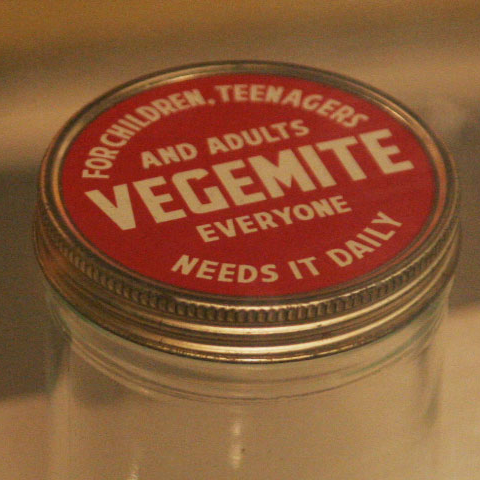 FOR CHILDREN, TEENAGERS
AND ADULTS
VEGEMITE
EVERYONE
NEEDS IT DAILY